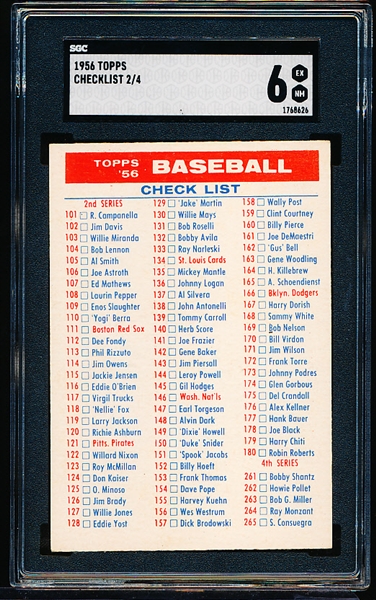 SGC
1956 TOPPS
CHECKLIST 2/4
6 EX NM
1768626
TOPPS '56 BASEBALL
CHECK LIST
2nd SERIES
101 R. Campanella
102 Jim Davis
103 Willie Miranda
104 Bob Lennon
105 Al Smith
106 Joe Astroth
107 Ed Mathews
108 Laurin Pepper
109 Enos Slaughter
110 'Yogi' Berra
111 Boston Red Sox
112 Dee Fondy
113 Phil Rizzuto
114 Jim Owens
115 Jackie Jensen
116 Eddie O'Brien
117 Virgil Trucks
118 'Nellie' Fox
119 Larry Jackson
120 Richie Ashburn
121 Pitts. Pirates
122 Willard Nixon
123 Roy McMillan
124 Don Kaiser
125 O. Minoso
126 Jim Brady
127 Willie Jones
128 Eddie Yost
129 'Jake' Martin
130 Willie Mays
131 Bob Roselli
132 Bobby Avila
133 Ray Narleski
134 St. Louis Cards
135 Mickey Mantle
136 Johnny Logan
137 Al Silvera
138 John Antonelli
139 Tommy Carroll
140 Herb Score
141 Joe Frazier
142 Gene Baker
143 Jim Piersall
144 Leroy Powell
145 Gil Hodges
146 Wash. Nat'ls
147 Earl Torgeson
148 Alvin Dark
149 'Dixie' Howell
150 'Duke' Snider
151 'Spook' Jacobs
152 Billy Hoeft
153 Frank Thomas
154 Dave Pope
155 Harvey Kuehn
156 Wes Westrum
157 Dick Brodowski
158 Wally Post
159 Clint Courtney
160 Billy Pierce
161 Joe DeMaestri
162 'Gus' Bell
163 Gene Woodling
164 H. Killebrew
165 A. Schoendienst
166 Bklyn. Dodgers
167 Harry Dorish
168 Sammy White
169 Bob Nelson
170 Bill Virdon
171 Jim Wilson
172 Frank Torre
173 Johnny Podres
174 Glen Gorbous
175 Del Crandall
176 Alex Kellner
177 Hank Bauer
178 Joe Black
179 Harry Chiti
180 Robin Roberts
4th SERIES
261 Bobby Shantz
262 Howie Pollet
263 Bob G. Miller
264 Ray Monzant
265 S. Consuegra